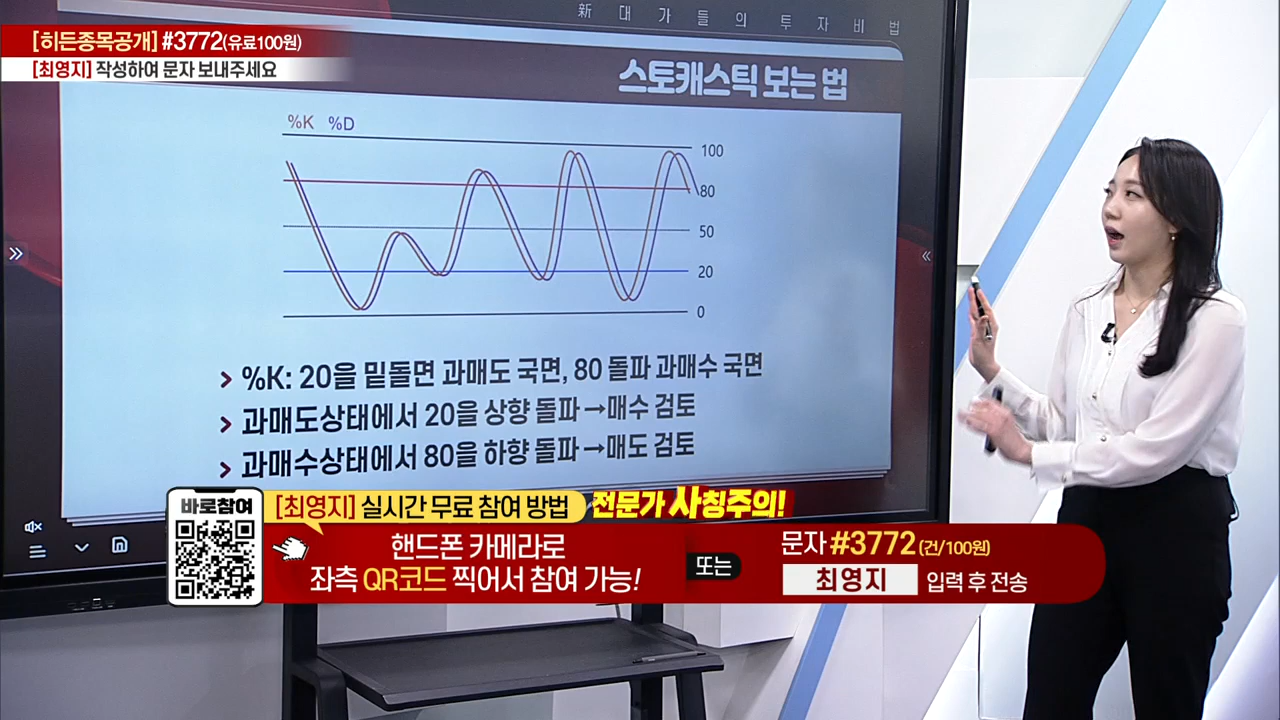 新 대 가 들 의 투 자 비 법
[히든종목공개] #3772(유료100원)
[최영지] 작성하여 문자 보내주세요
스토캐스틱 보는 법
%K %D
100
80
50
20
0
%K: 20을 밑돌면 과매도 국면, 80 돌파 과매수 국면
과매도상태에서 20을 상향 돌파→매수 검토
과매수상태에서 80을 하향 돌파→매도 검토
바로참여
[최영지] 실시간 무료 참여 방법
전문가 사칭주의!
핸드폰 카메라로
좌측 QR코드 찍어서 참여 가능!
또는
문자 #3772 (건/100원)
최영지 입력 후 전송